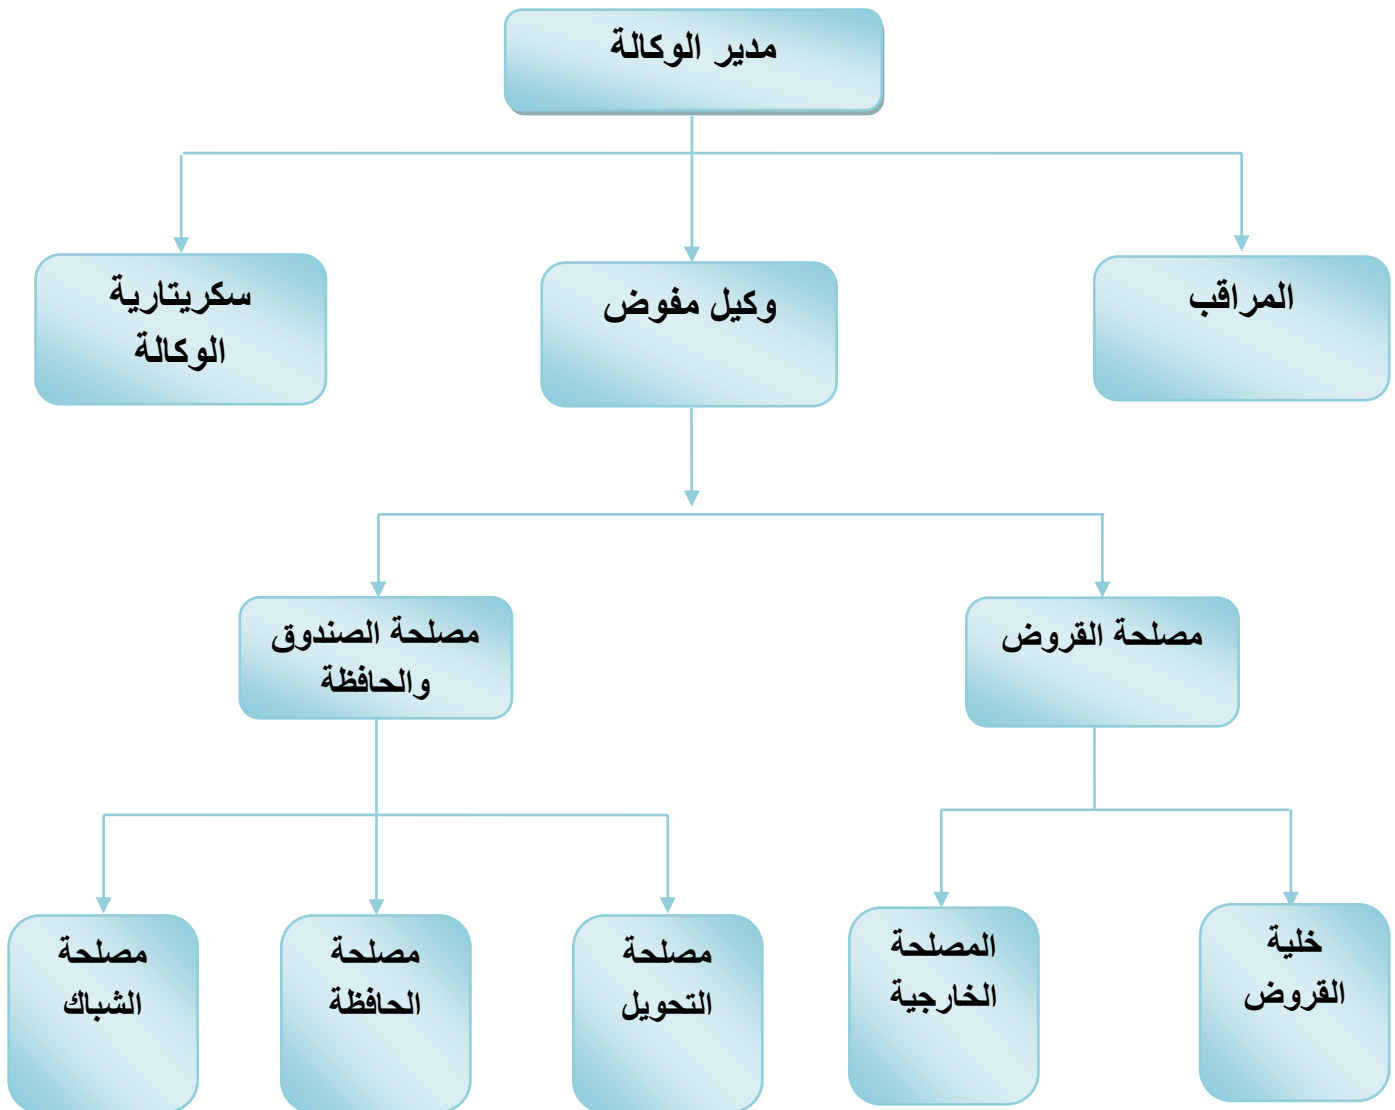 مدير الوكالة
المراقب
وكيل مفوض
سكريتارية
الوكالة
مصلحة القروض
مصلحة الصندوق
والحافظة
خلية
القروض
المصلحة
الخارجية
مصلحة
التحويل
مصلحة
الحافظة
مصلحة
الشباك